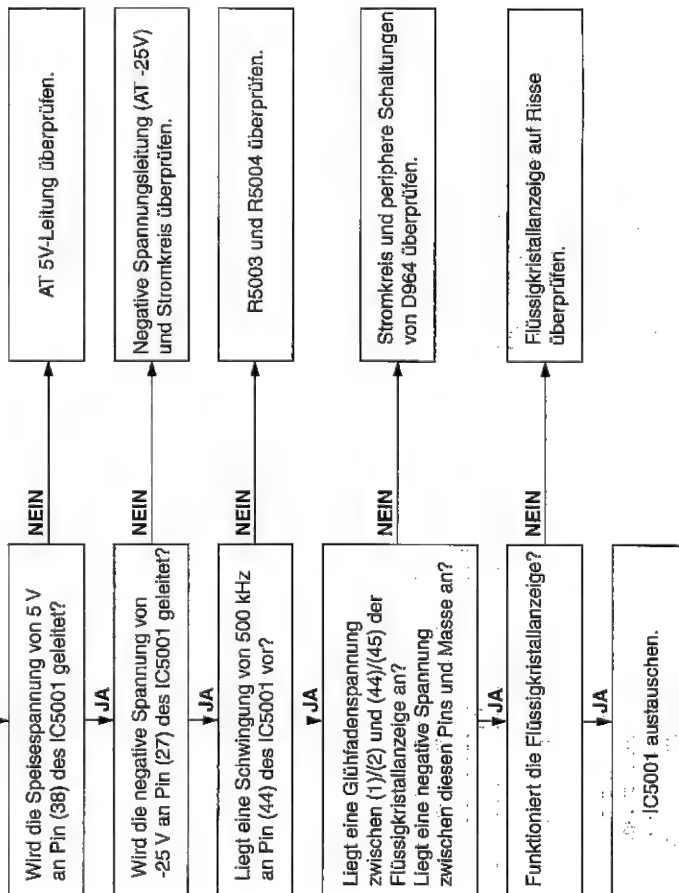 Wird die Speisespannung von 5 V
an Pin (38) des IC5001 geleitet?
NEIN
AT 5V-Leitung überprüfen.
JA
Wird die negative Spannung von
-25 V an Pin (27) des IC5001 geleitet?
NEIN
Negative Spannungsleitung (AT -25V)
und Stromkreis überprüfen.
JA
Liegt eine Schwingung von 500 kHz
an Pin (44) des IC5001 vor?
NEIN
R5003 und R5004 überprüfen.
JA
Liegt eine Glühfadenspannung
zwischen (1)/(2) und (44)/(45) der
Flüssigkristallanzeige an?
Liegt eine negative Spannung
zwischen diesen Pins und Masse an?
NEIN
Stromkreis und periphere Schaltungen
von D964 überprüfen.
JA
Funktioniert die Flüssigkristallanzeige?
NEIN
Flüssigkristallanzeige auf Risse
überprüfen.
JA
IC5001 austauschen.